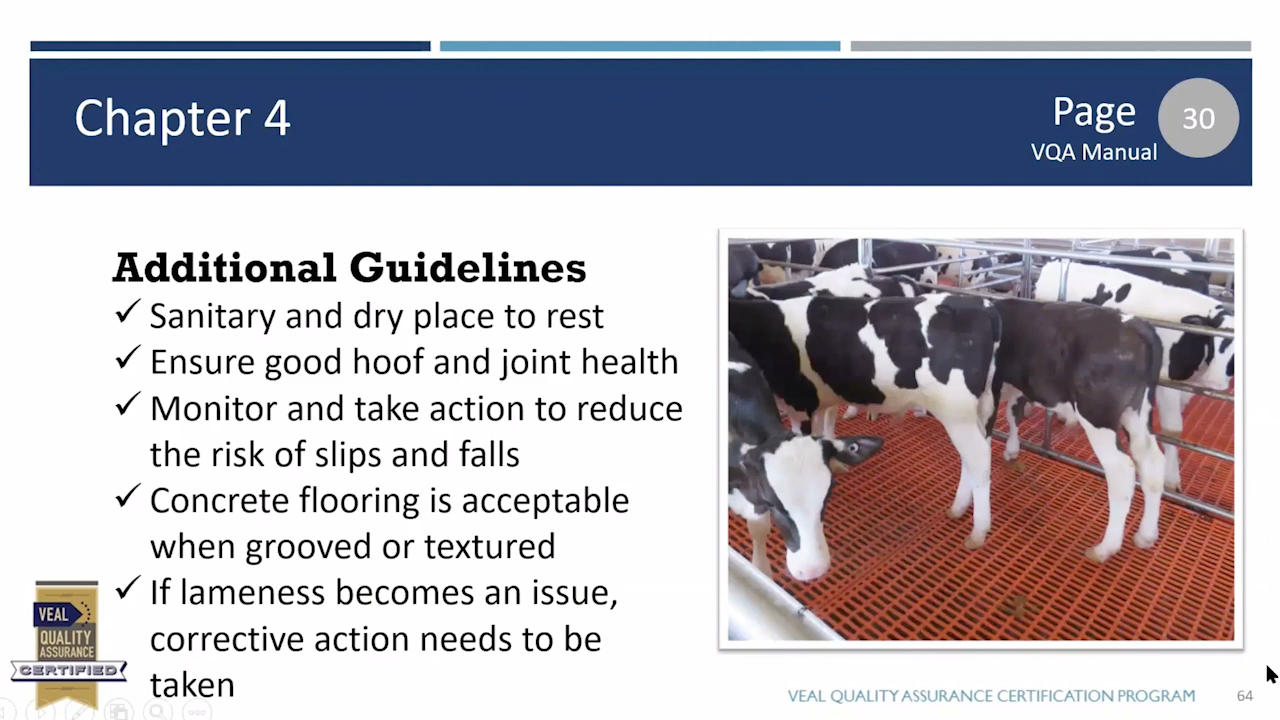 Chapter 4
Page
30
VQA Manual
Additional Guidelines
✓ Sanitary and dry place to rest
✓ Ensure good hoof and joint health
✓ Monitor and take action to reduce
the risk of slips and falls
✓ Concrete flooring is acceptable
when grooved or textured
✓ If lameness becomes an issue,
corrective action needs to be
taken
VEAL
QUALITY
ASSURANCE
CERTIFIED
VEAL QUALITY ASSURANCE CERTIFICATION PROGRAM
64